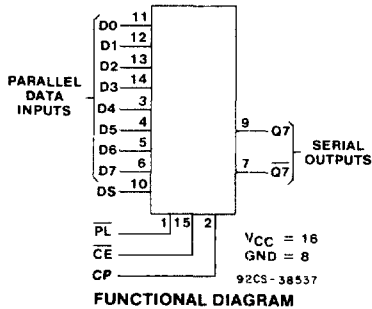 D0 11
D1 12
D2 13
D3 14
D4 3
D5 4
D6 5
D7 6
DS 10
PARALLEL
DATA
INPUTS
9 Q7
7 Q7
SERIAL
OUTPUTS
1 15 2
PL
CE
CP
VCC = 16
GND = 8
92CS-38537
FUNCTIONAL DIAGRAM